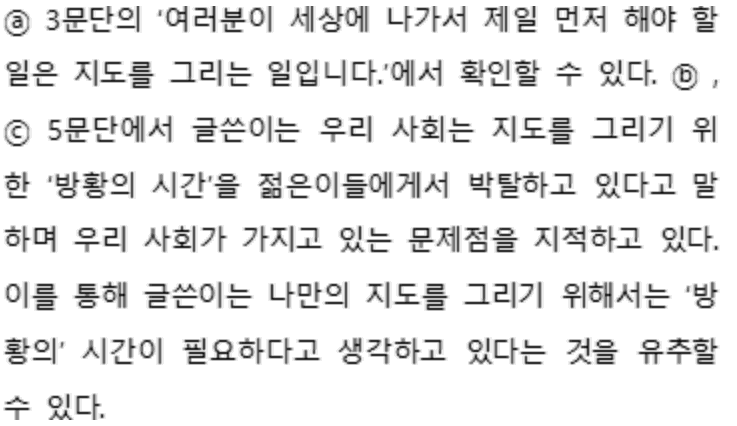 ⓐ 3문단의 '여러분이 세상에 나가서 제일 먼저 해야 할
일은 지도를 그리는 일입니다.'에서 확인할 수 있다. ⓑ ,
ⓒ 5문단에서 글쓴이는 우리 사회는 지도를 그리기 위
한 '방황의 시간'을 젊은이들에게서 박탈하고 있다고 말
하며 우리 사회가 가지고 있는 문제점을 지적하고 있다.
이를 통해 글쓴이는 나만의 지도를 그리기 위해서는 '방
황의' 시간이 필요하다고 생각하고 있다는 것을 유추할
수 있다.